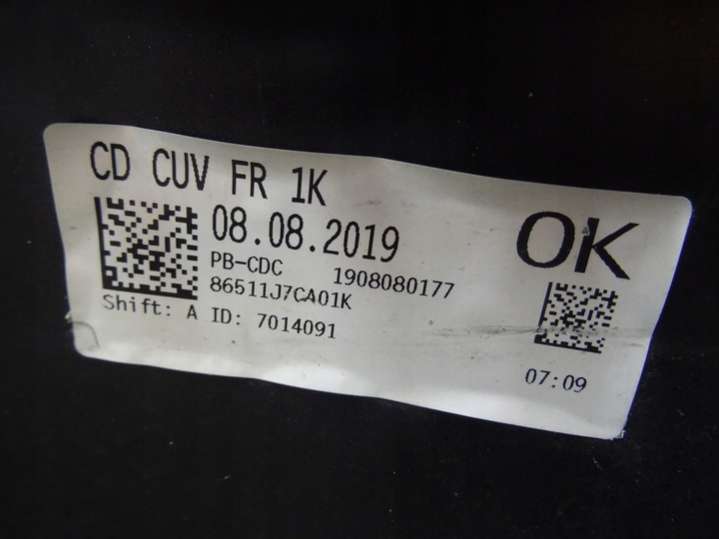 CD CUV FR 1K
08.08.2019
OK
PB-CDC 1908080177
86511J7CA01K
Shift: A ID: 7014091
07:09